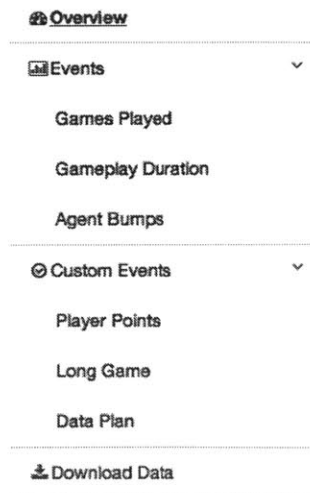 Overview
Events
Games Played
Gameplay Duration
Agent Bumps
Custom Events
Player Points
Long Game
Data Plan
Download Data